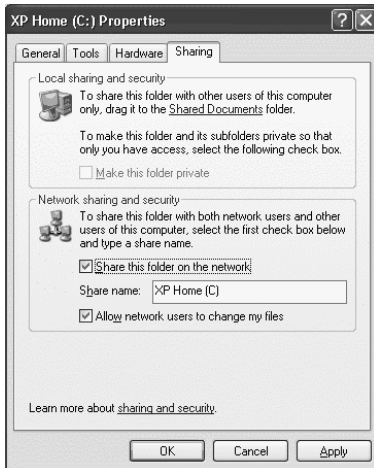 XP Home (C:) Properties
General Tools Hardware Sharing
Local sharing and security
To share this folder with other users of this computer
only, drag it to the Shared Documents folder.
To make this folder and its subfolders private so that
only you have access, select the following check box.
Make this folder private
Network sharing and security
To share this folder with both network users and other
users of this computer, select the first check box below
and type a share name.
Share this folder on the network
Share name: XP Home (C)
Allow network users to change my files
Learn more about sharing and security.
OK Cancel Apply